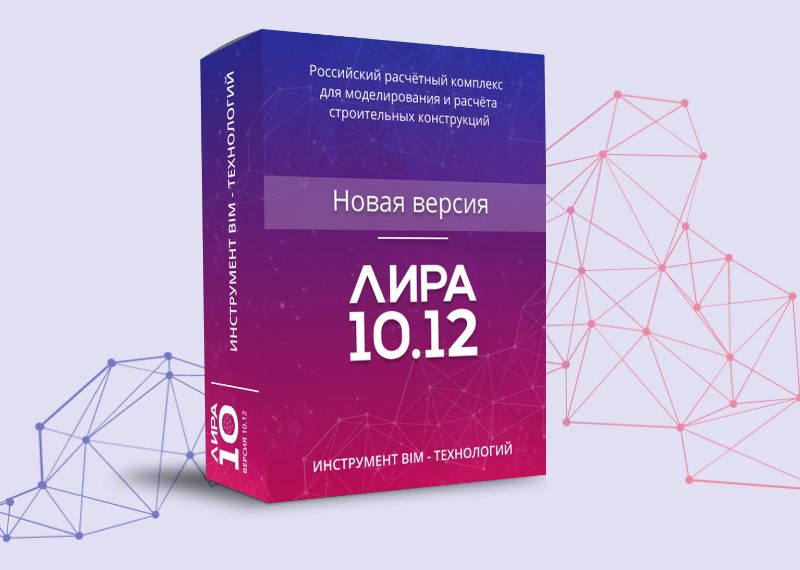 Российский расчётный комплекс
для моделирования и расчёта
строительных конструкций
Новая версия
ЛИРА
10.12
ИНСТРУМЕНТ BIM - ТЕХНОЛОГИЙ
ИНСТРУМЕНТ BIM - ТЕХНОЛОГИЙ
ЛИРА
10
ВЕРСИЯ 10.12